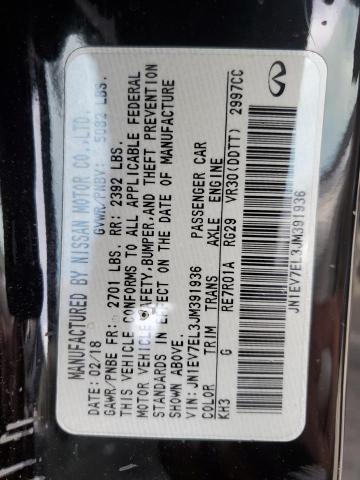 MANUFACTURED BY NISSAN MOTOR CO.,LTD.
02/18 GVWR/PNBV: 5082 LBS.
GAWR/PNBE FR: 2701 LBS. RR: 2392 LBS.
THIS VEHICLE CONFORMS TO ALL APPLICABLE FEDERAL
MOTOR VEHICLE SAFETY,BUMPER,AND THEFT PREVENTION
STANDARDS IN EFFECT ON THE DATE OF MANUFACTURE
SHOWN ABOVE.
VIN: JN1EV7EL3JM391936 PASSENGER CAR
COLOR TRIM TRANS AXLE ENGINE
KH3 G RE7R01A RG29 VR30(DDTT) 2997CC
JN1EV7EL3JM391936